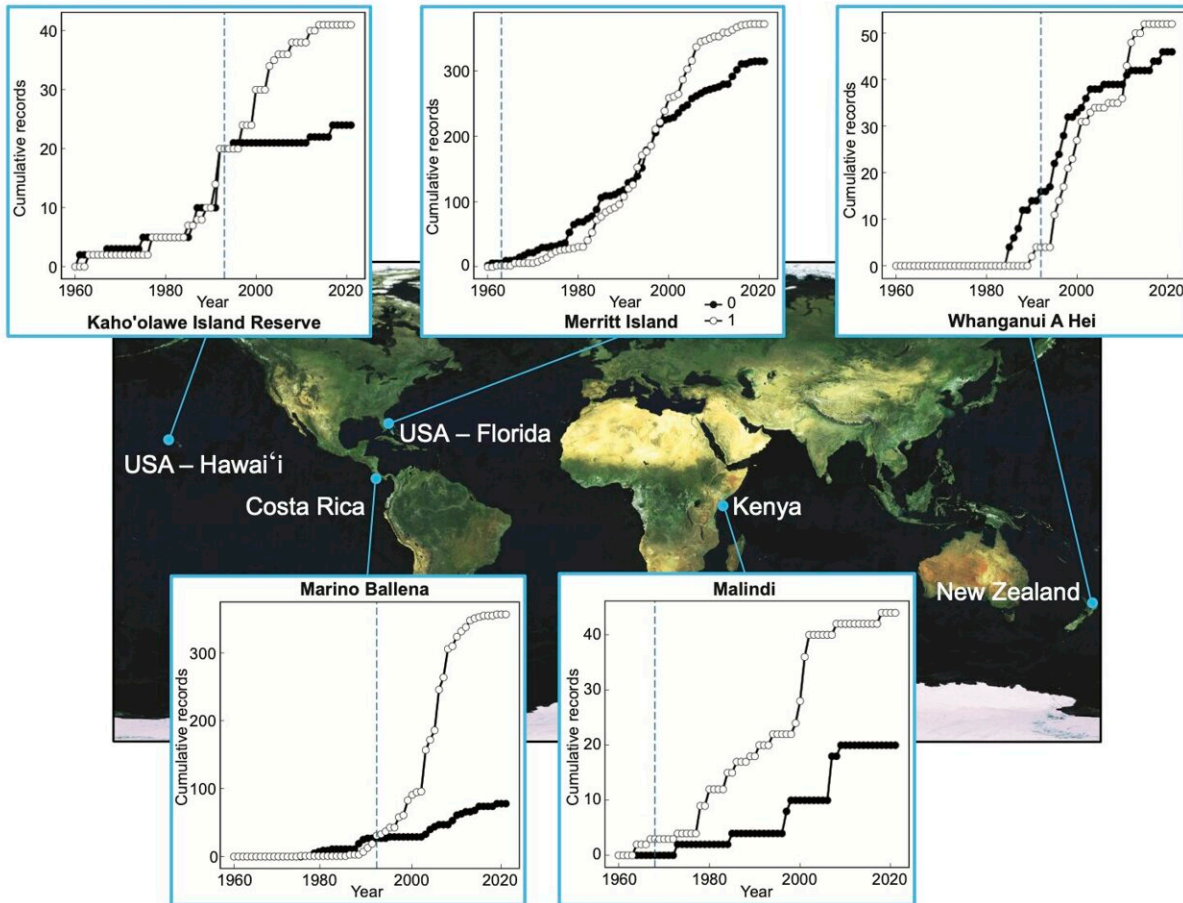 40
30
20
10
0
Cumulative records
1960
1980
2000
2020
Year
Kaho'olawe Island Reserve
300
200
100
0
Cumulative records
1960
1980
2000
2020
Year
0
1
Merritt Island
50
40
30
20
10
0
Cumulative records
1960
1980
2000
2020
Year
Whanganui A Hei
USA – Hawai‘i
USA – Florida
Costa Rica
Kenya
New Zealand
Marino Ballena
300
200
100
0
Cumulative records
1960
1980
2000
2020
Year
Malindi
40
30
20
10
0
Cumulative records
1960
1980
2000
2020
Year